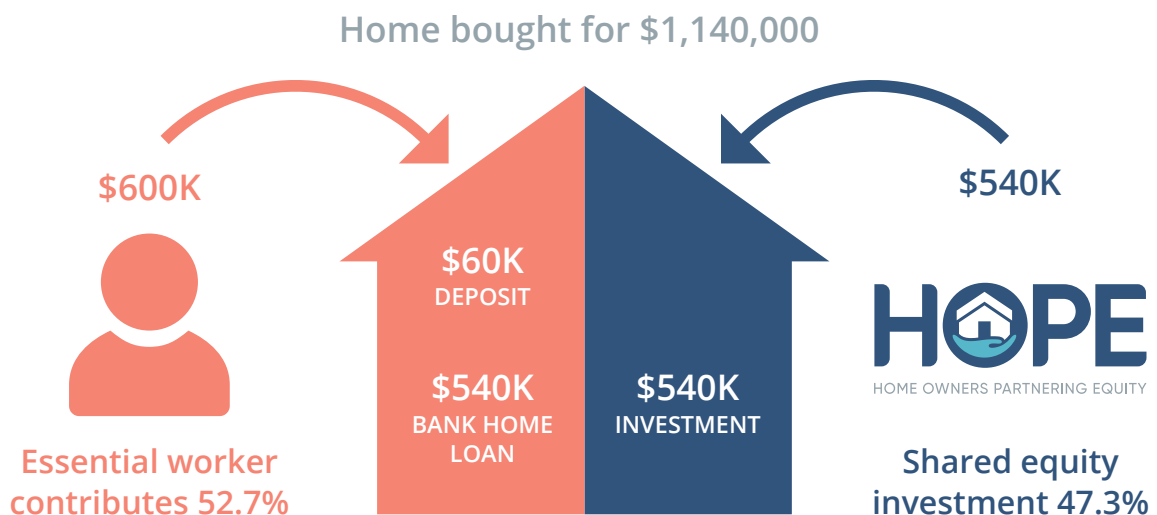 Home bought for $1,140,000
$600K
$540K
$60K
DEPOSIT
$540K
BANK HOME
LOAN
$540K
INVESTMENT
HOPE
HOME OWNERS PARTNERING EQUITY
Essential worker
contributes 52.7%
Shared equity
investment 47.3%